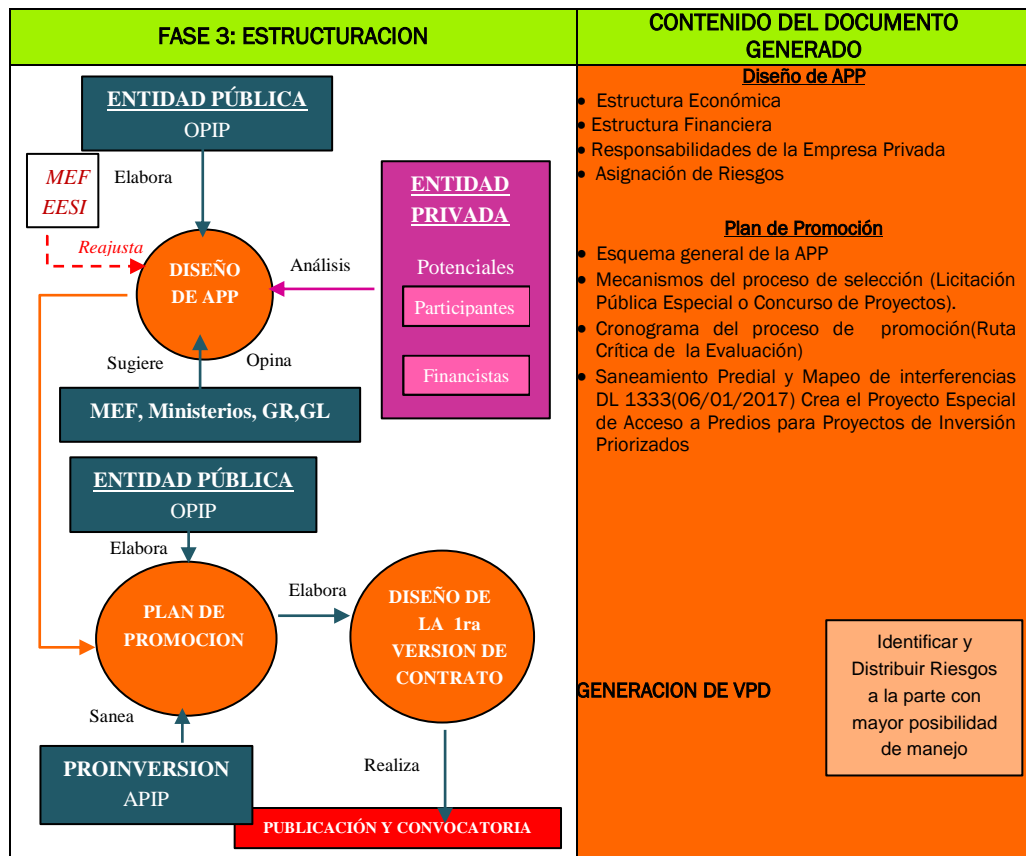 FASE 3: ESTRUCTURACION
CONTENIDO DEL DOCUMENTO
GENERADO
ENTIDAD PÚBLICA
OPIP
MEF
EESI
Elabora
Reajusta
DISEÑO
DE APP
Análisis
ENTIDAD
PRIVADA
Potenciales
Participantes
Financistas
Sugiere
Opina
MEF, Ministerios, GR,GL
ENTIDAD PÚBLICA
OPIP
Elabora
PLAN DE
PROMOCION
Elabora
DISEÑO DE
LA 1ra
VERSION DE
CONTRATO
Sanea
PROINVERSION
APIP
Realiza
PUBLICACIÓN Y CONVOCATORIA
Diseño de APP
• Estructura Económica
• Estructura Financiera
• Responsabilidades de la Empresa Privada
• Asignación de Riesgos
Plan de Promoción
• Esquema general de la APP
• Mecanismos del proceso de selección (Licitación
Pública Especial o Concurso de Proyectos).
• Cronograma del proceso de promoción(Ruta
Crítica de la Evaluación)
• Saneamiento Predial y Mapeo de interferencias
DL 1333(06/01/2017) Crea el Proyecto Especial
de Acceso a Predios para Proyectos de Inversión
Priorizados
GENERACION DE VPD
Identificar y
Distribuir Riesgos
a la parte con
mayor posibilidad
de manejo